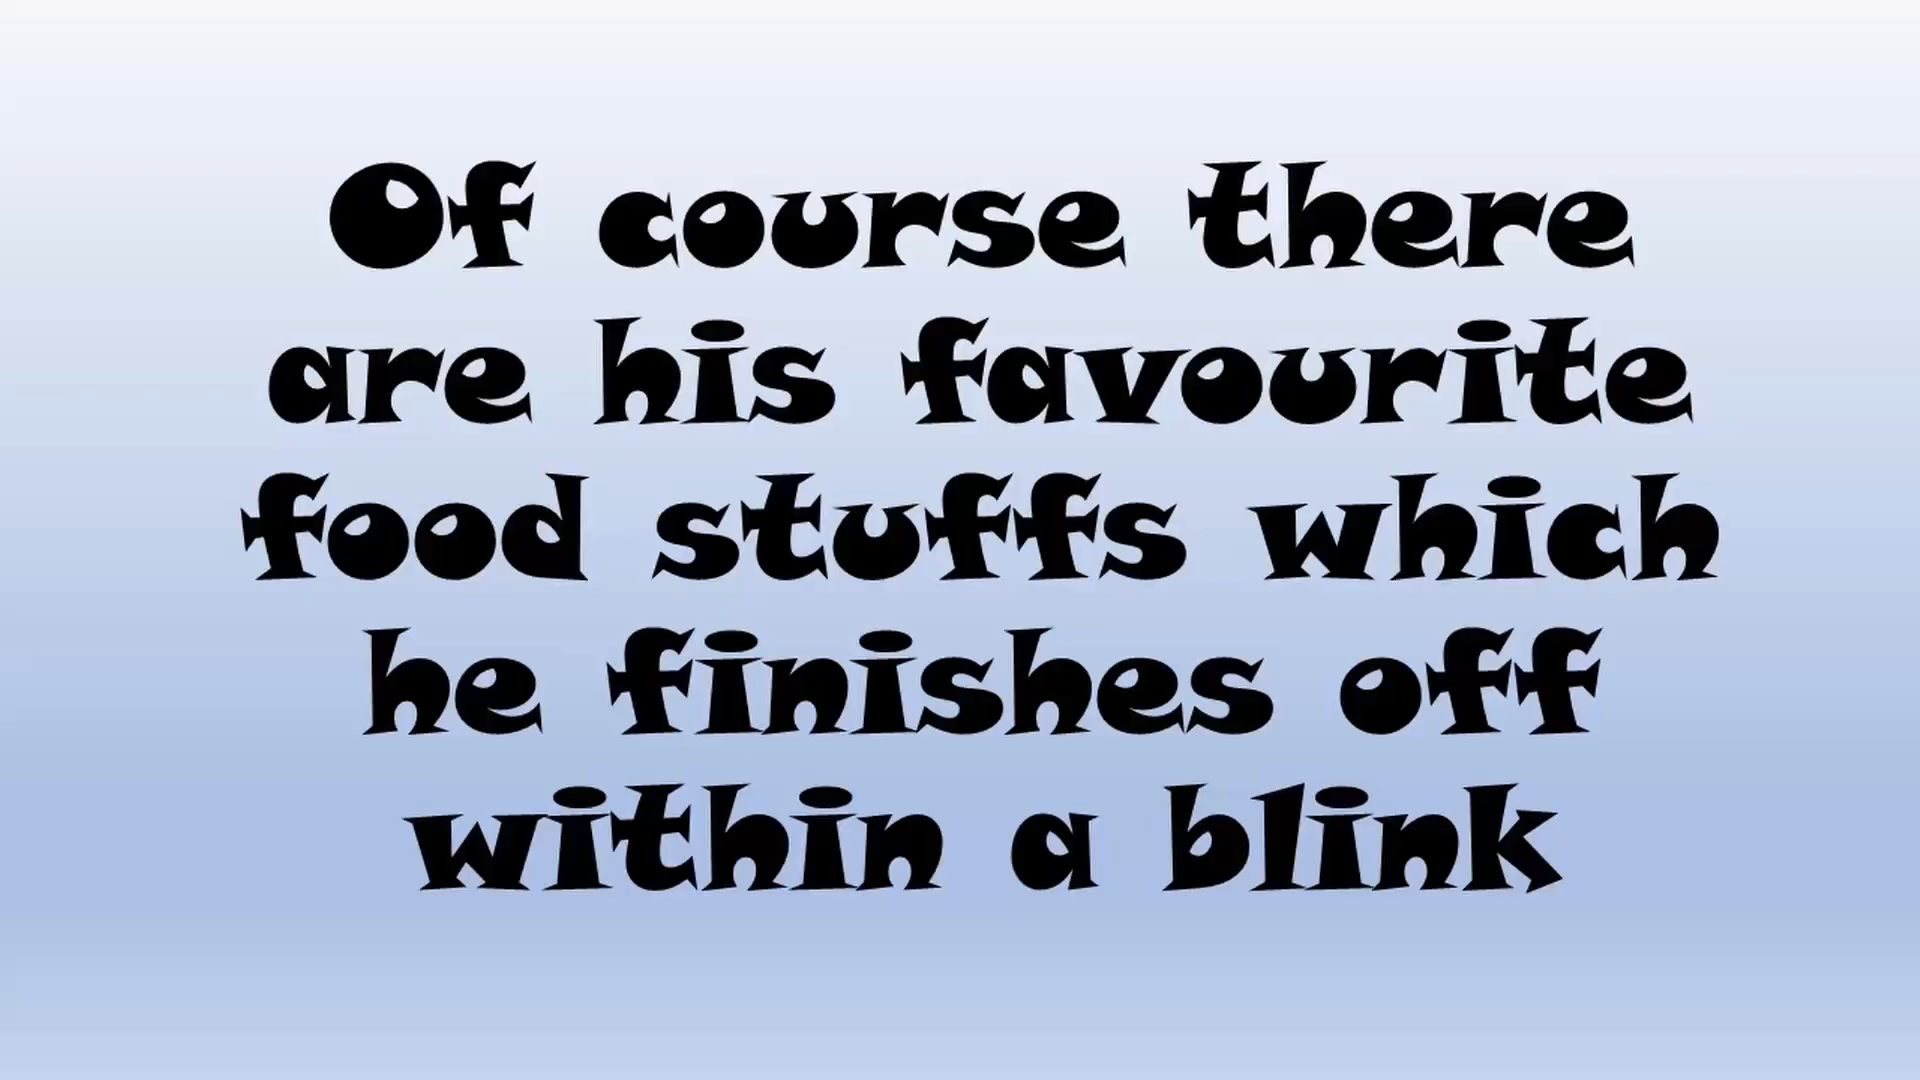 Of course there
are his favourite
food stuffs which
he finishes off
within a blink